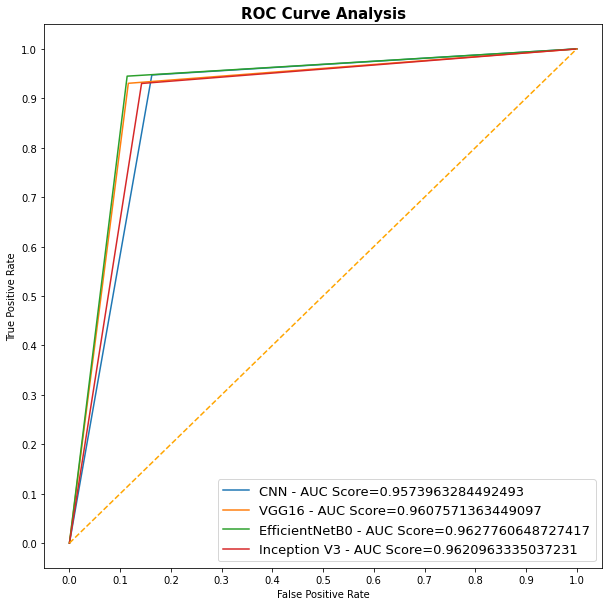 ROC Curve Analysis
1.0
0.9
0.8
0.7
0.6
0.5
0.4
0.3
0.2
0.1
0.0
True Positive Rate
CNN - AUC Score=0.9573963284492493
VGG16 - AUC Score=0.9607571363449097
EfficientNetB0 - AUC Score=0.9627760648727417
Inception V3 - AUC Score=0.9620963335037231
0.0 0.1 0.2 0.3 0.4 0.5 0.6 0.7 0.8 0.9 1.0
False Positive Rate